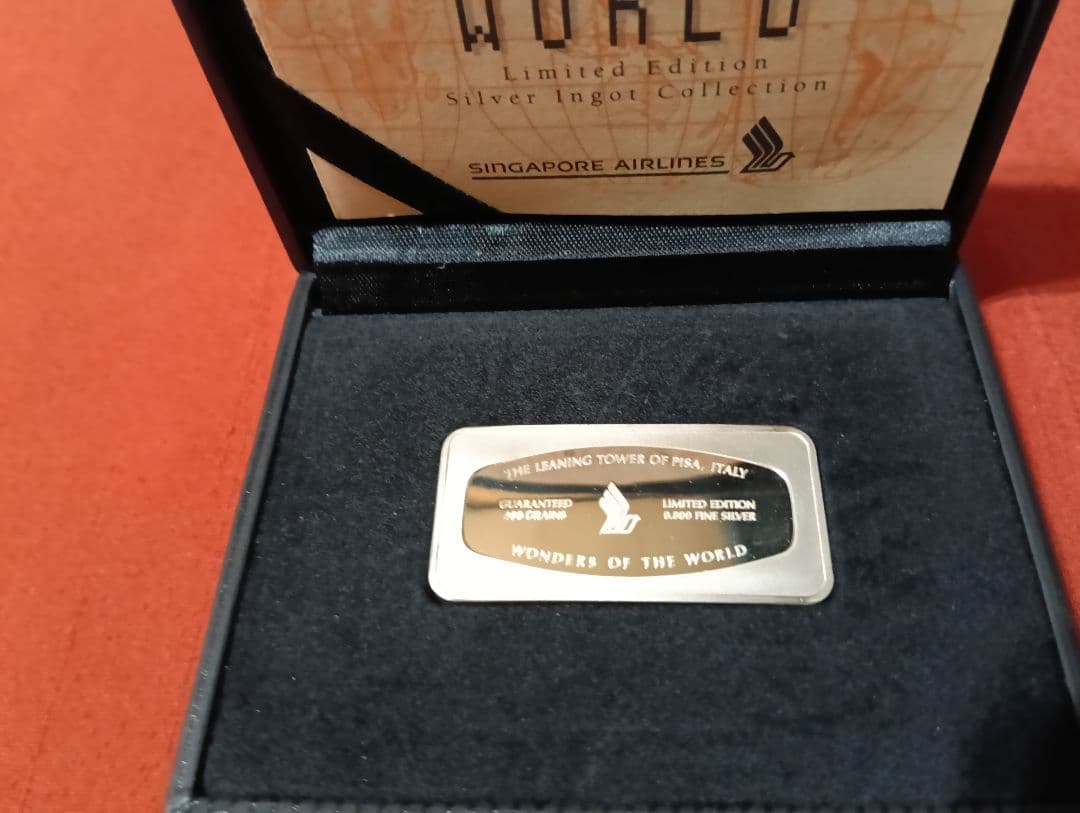 WORLD
Limited Edition
Silver Ingot Collection
SINGAPORE AIRLINES
THE LEANING TOWER OF PISA, ITALY
GUARANTEED
GRAINS
LIMITED EDITION
FINE SILVER
WONDERS OF THE WORLD